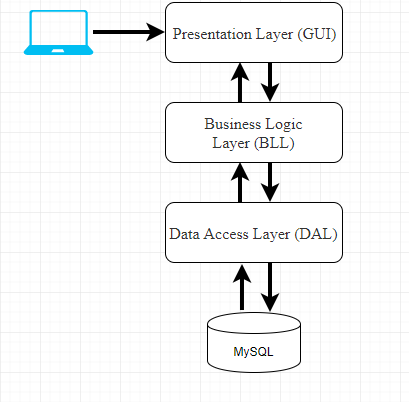 Presentation Layer (GUI)
Business Logic
Layer (BLL)
Data Access Layer (DAL)
MySQL